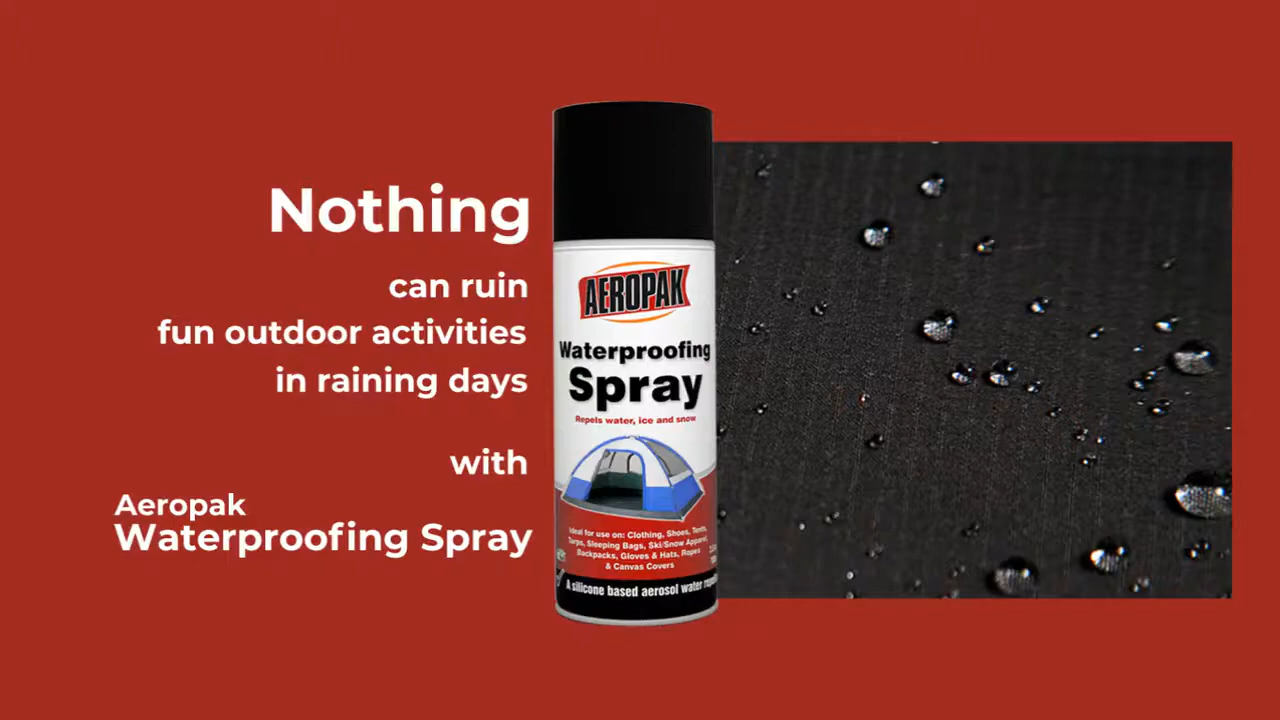 Nothing
can ruin
fun outdoor activities
in raining days
with
Aeropak
Waterproofing Spray
AEROPAK
Waterproofing
Spray
Repels water, ice and snow
Ideal for use on: Clothing, Shoes, Tents,
Tarps, Sleeping Bags, Ski/Snow Apparel,
Backpacks, Gloves & Hats, Ropes
& Canvas Covers
A silicone based aerosol water